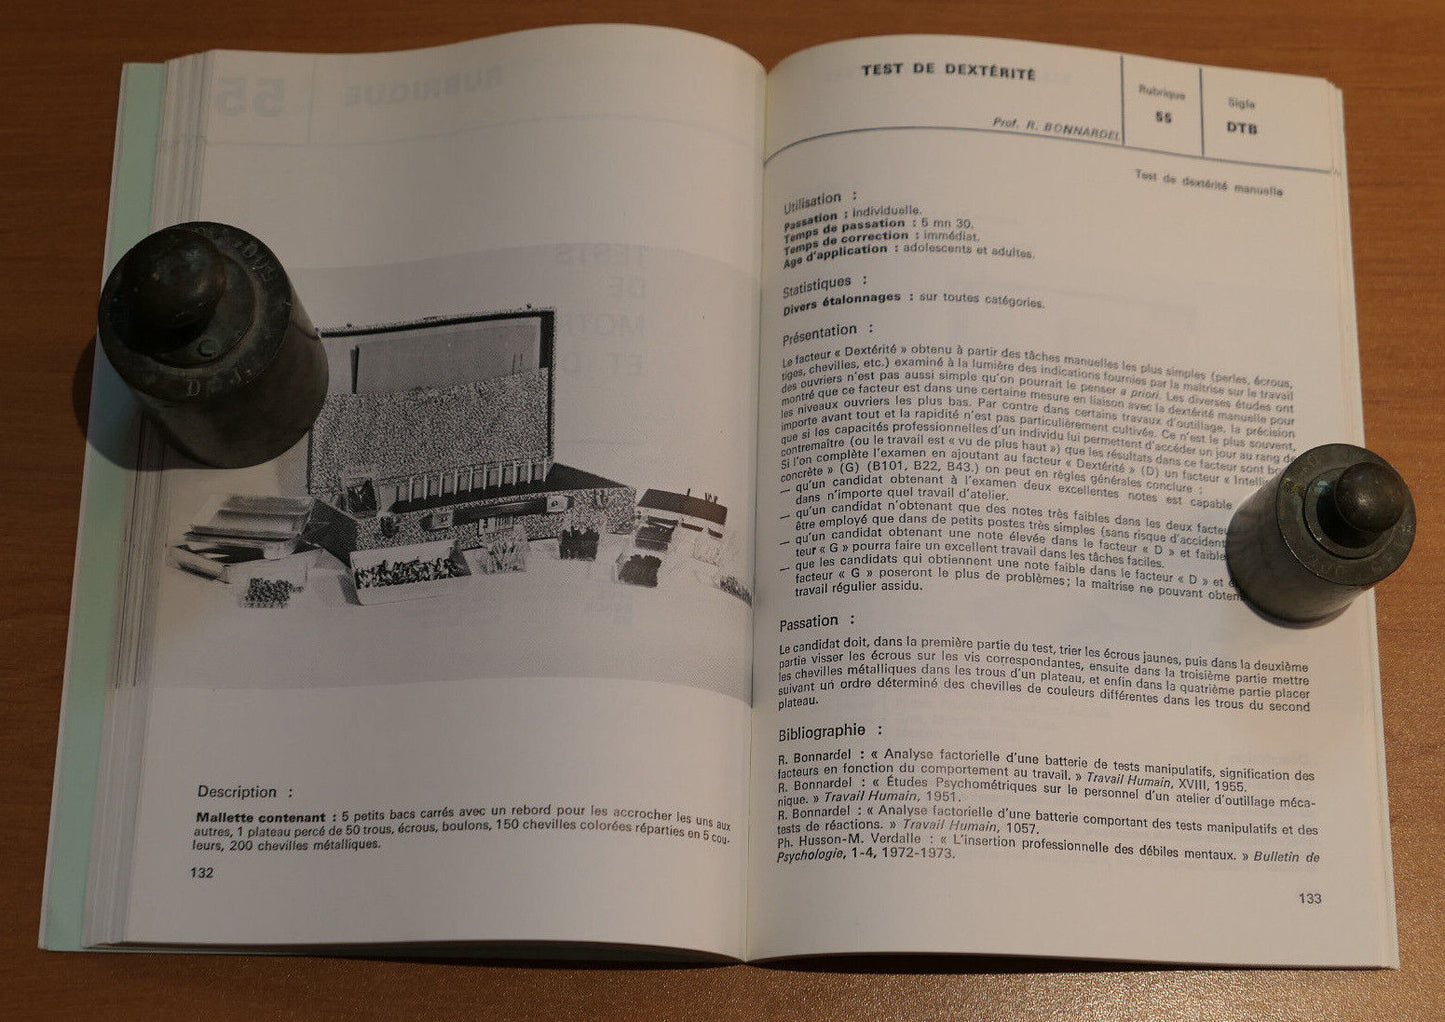 Description :
Mallette contenant : 5 petits bacs carrés avec un rebord pour les accrocher les uns aux
autres, 1 plateau percé de 50 trous, écrous, boulons, 150 chevilles colorées réparties en 5 cou-
leurs, 200 chevilles métalliques.
132
TEST DE DEXTÉRITÉ
Prof. R. BONNARDEL
Rubrique
55
Sigle
DTB
Test de dextérité manuelle
Utilisation :
Passation : individuelle.
Temps de passation : 5 mn 30.
Temps de correction : immédiat.
Age d'application : adolescents et adultes.
Statistiques :
Divers étalonnages : sur toutes catégories.
Présentation :
Le facteur « Dextérité » obtenu à partir des tâches manuelles les plus simples (perles, écrous,
tiges, chevilles, etc.) examiné à la lumière des indications fournies par la maîtrise sur le travail
des ouvriers n'est pas aussi simple qu'on pourrait le penser a priori. Les diverses études ont
montré que ce facteur est dans une certaine mesure en liaison avec la dextérité manuelle pour
les niveaux ouvriers les plus bas. Par contre dans certains travaux d'outillage, la précision
importe avant tout et la rapidité n'est pas particulièrement cultivée. Ce n'est le plus souvent,
que si les capacités professionnelles d'un individu lui permettent d'accéder un jour au rang de
contremaître (ou le travail est « vu de plus haut ») que les résultats dans ce facteur sont
Si l'on complète l'examen en ajoutant au facteur « Dextérité » (D) un facteur «
concrète » (G) (B101, B22, B43.) on peut en règles générales conclure :
— qu'un candidat obtenant à l'examen deux excellentes notes est capable
dans n'importe quel travail d'atelier.
— qu'un candidat n'obtenant que des notes très faibles dans les deux
être employé que dans de petits postes très simples (sans risque
— qu'un candidat obtenant une note élevée dans le facteur « D » et faible
teur « G » pourra faire un excellent travail dans les tâches faciles.
— que les candidats qui obtiennent une note faible dans le facteur « D » et
facteur « G » poseront le plus de problèmes; la maîtrise ne pouvant
travail régulier assidu.
Passation :
Le candidat doit, dans la première partie du test, trier les écrous jaunes, puis dans la deuxième
partie visser les écrous sur les vis correspondantes, ensuite dans la troisième partie mettre
les chevilles métalliques dans les trous d'un plateau, et enfin dans la quatrième partie placer
suivant un ordre déterminé des chevilles de couleurs différentes dans les trous du second
plateau.
Bibliographie :
R. Bonnardel : « Analyse factorielle d'une batterie de tests manipulatifs, signification des
facteurs en fonction du comportement au travail. » Travail Humain, XVIII, 1955.
R. Bonnardel : « Études Psychométriques sur le personnel d'un atelier d'outillage méca-
nique. » Travail Humain, 1951.
R. Bonnardel : « Analyse factorielle d'une batterie comportant des tests manipulatifs et des
tests de réactions. » Travail Humain, 1057.
Ph. Husson-M. Verdalle : « L'insertion professionnelle des débiles mentaux. » Bulletin de
Psychologie, 1-4, 1972-1973.
133